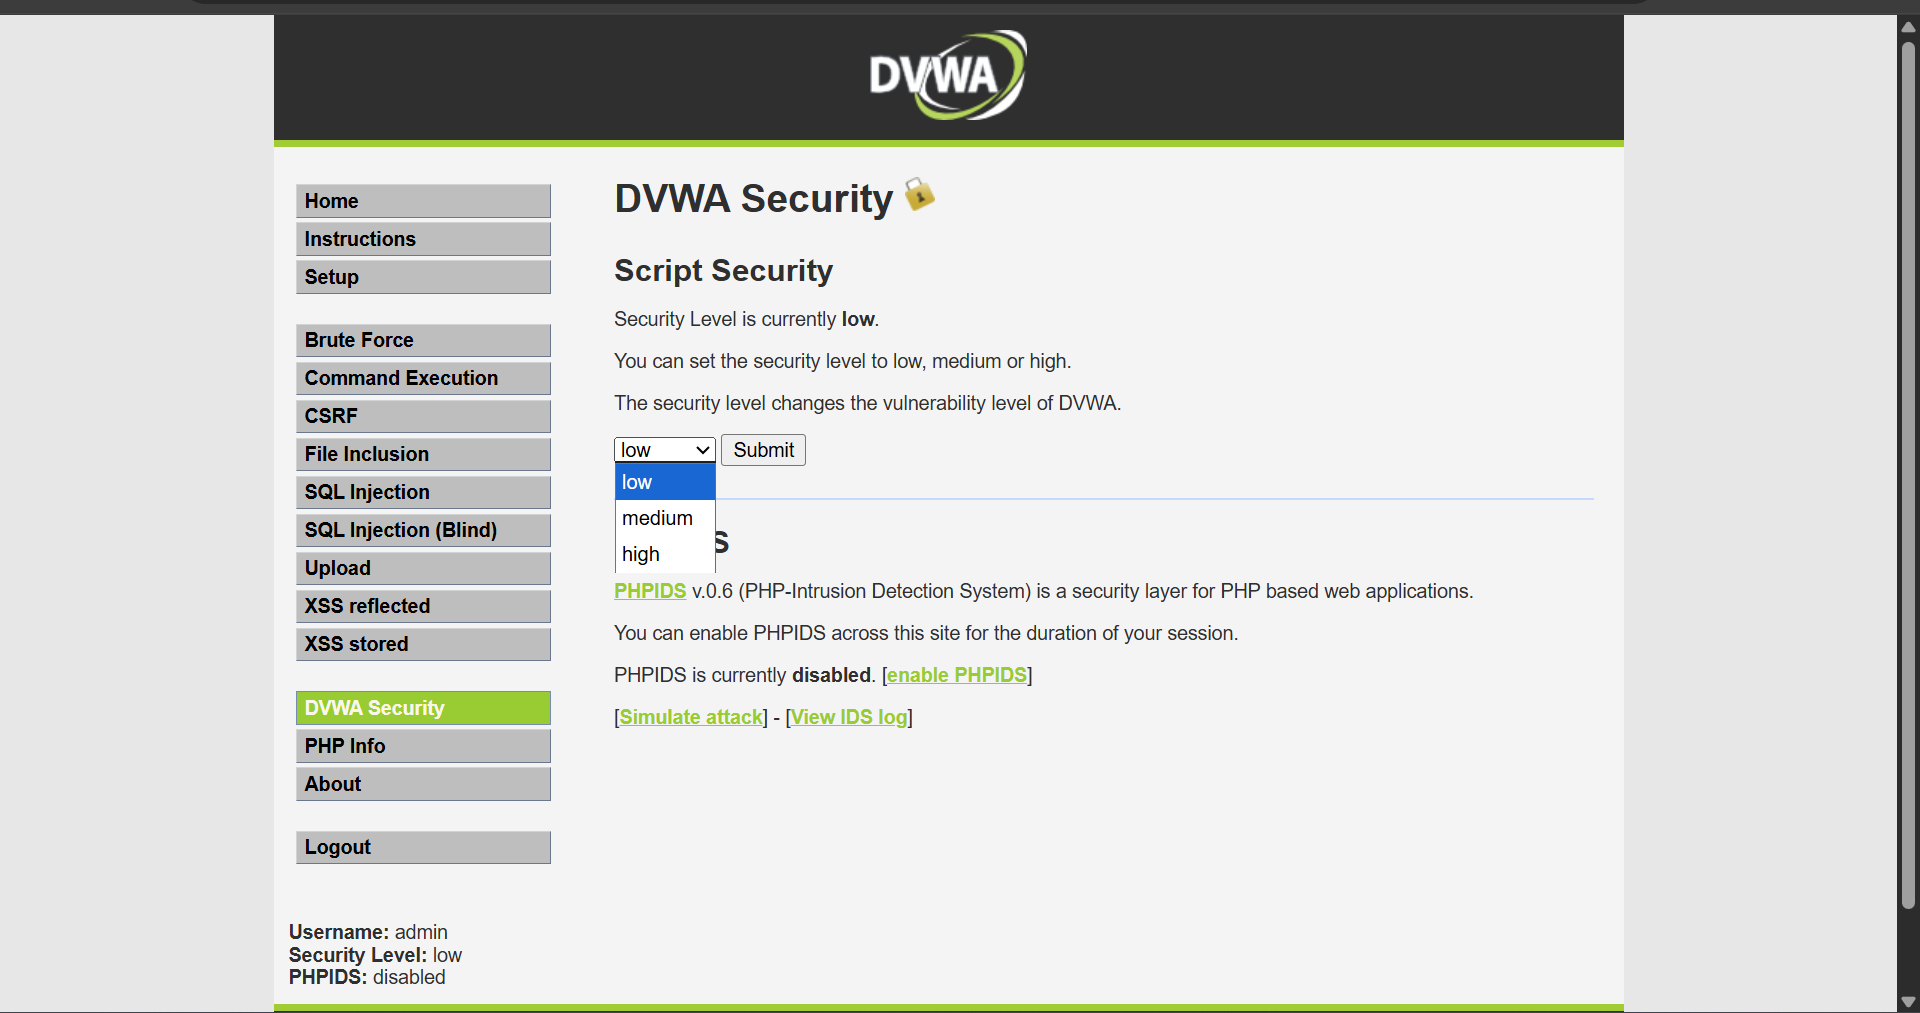 DVWA
Home
Instructions
Setup
Brute Force
Command Execution
CSRF
File Inclusion
SQL Injection
SQL Injection (Blind)
Upload
XSS reflected
XSS stored
DVWA Security
PHP Info
About
Logout
DVWA Security
Script Security
Security Level is currently low.
You can set the security level to low, medium or high.
The security level changes the vulnerability level of DVWA.
low Submit
low
medium
high
PHPIDS v.0.6 (PHP-Intrusion Detection System) is a security layer for PHP based web applications.
You can enable PHPIDS across this site for the duration of your session.
PHPIDS is currently disabled. [enable PHPIDS]
[Simulate attack] - [View IDS log]
Username: admin
Security Level: low
PHPIDS: disabled